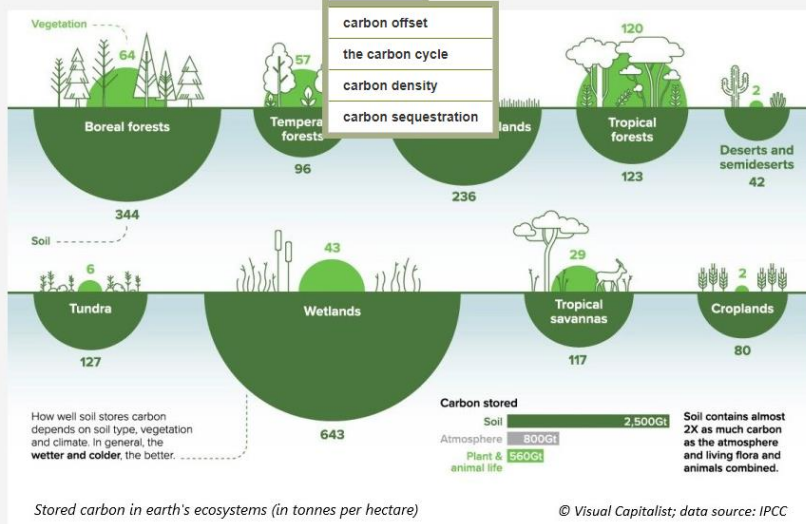 carbon offset
the carbon cycle
carbon density
carbon sequestration
Vegetation
64
57
120
2
Boreal forests
forests
Tropical
forests
Deserts and
semideserts
344
96
236
123
42
Soil
6
43
29
2
Tundra
Wetlands
Tropical
savannas
Croplands
127
643
117
80
How well soil stores carbon
depends on soil type, vegetation
and climate. In general, the
wetter and colder, the better.
Carbon stored
Soil 2,500Gt
Atmosphere 800Gt
Plant & 560Gt
animal life
Soil contains almost
2X as much carbon
as the atmosphere
and living flora and
animals combined.
Stored carbon in earth's ecosystems (in tonnes per hectare)
© Visual Capitalist; data source: IPCC